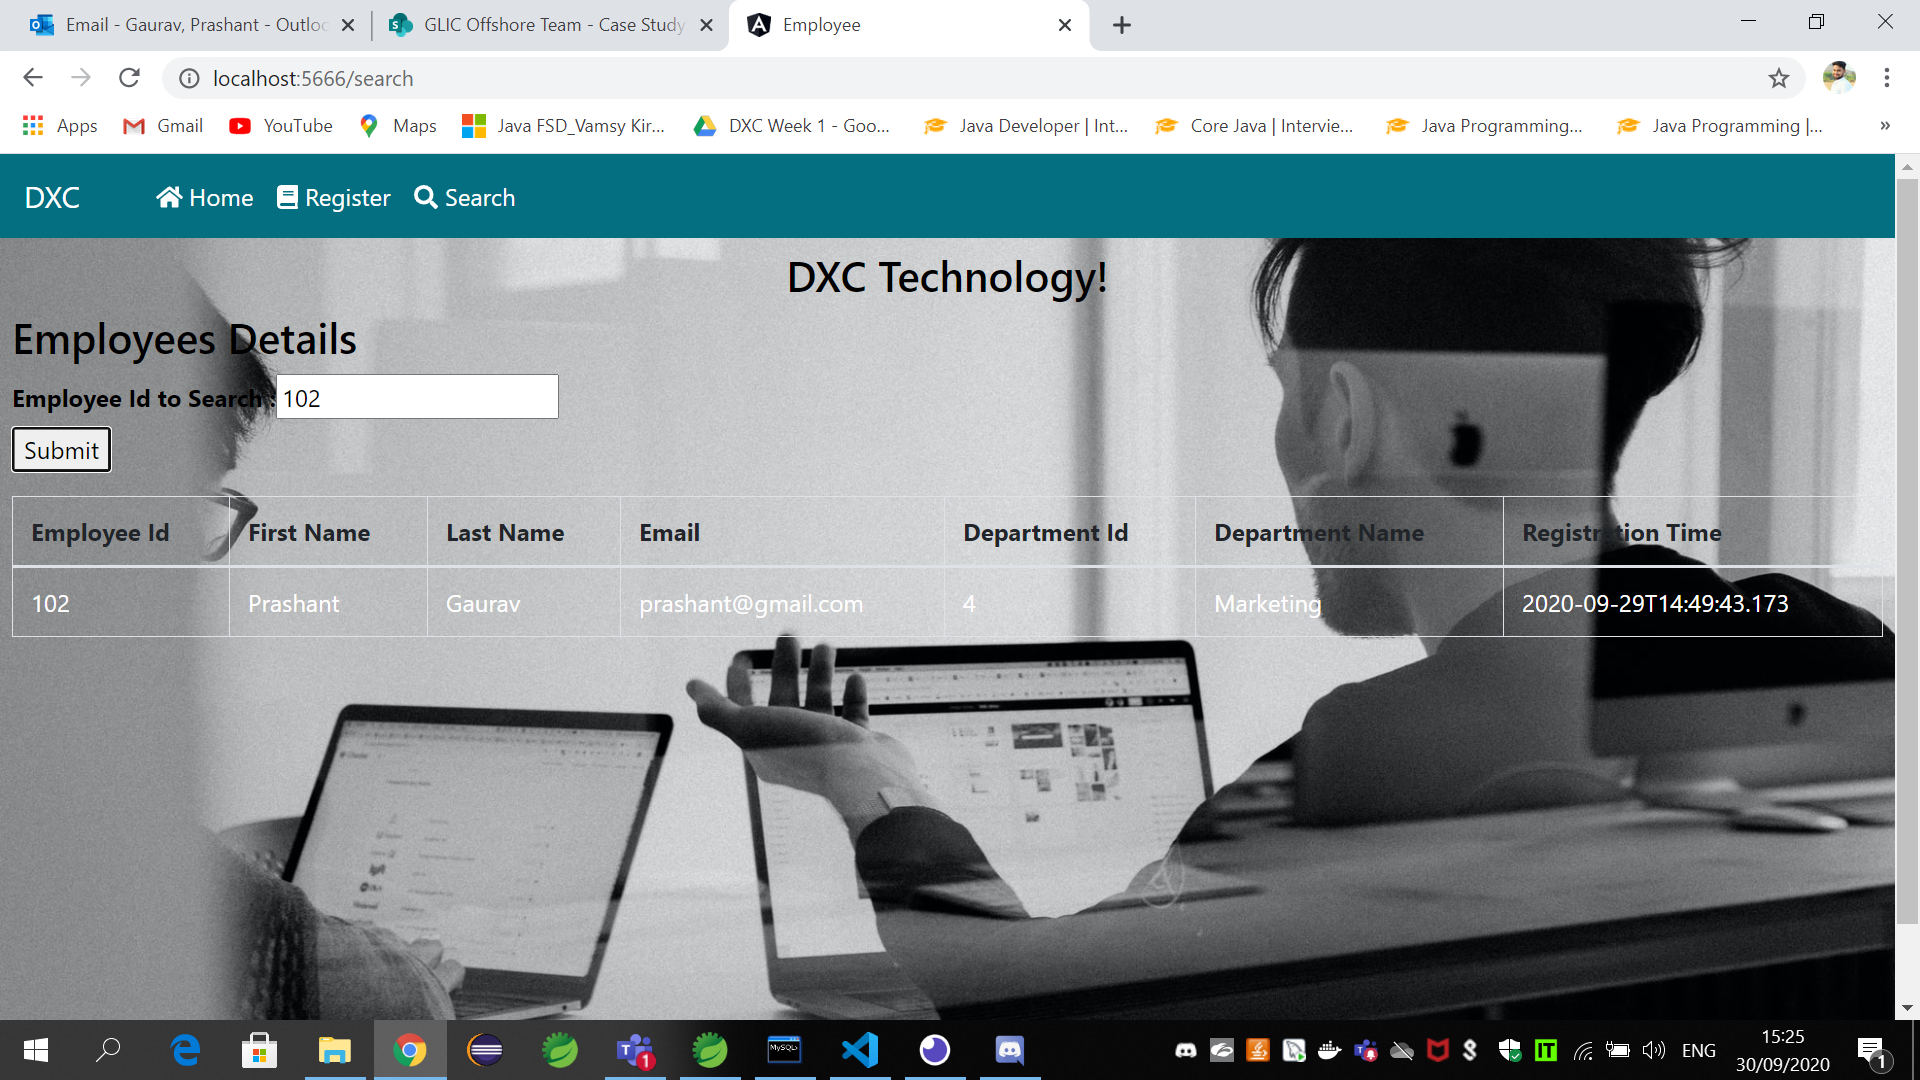 Email - Gaurav, Prashant - Outloo
GLIC Offshore Team - Case Study
Employee
localhost:5666/search
Apps
Gmail
YouTube
Maps
Java FSD_Vamsy Kir...
DXC Week 1 - Goo...
Java Developer | Int...
Core Java | Intervie...
Java Programming...
Java Programming |...
»
DXC
Home
Register
Search
DXC Technology!
Employees Details
Employee Id to Search : 102
Submit
Employee Id First Name Last Name Email Department Id Department Name Registration Time
102 Prashant Gaurav prashant@gmail.com 4 Marketing 2020-09-29T14:49:43.173
MySQL
1
ENG
15:25
30/09/2020
1